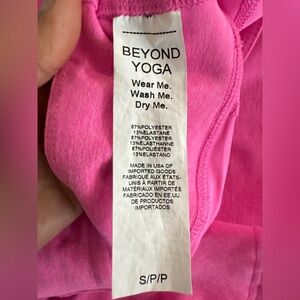 BEYOND
YOGA
Wear Me.
Wash Me.
Dry Me.
87%POLYESTER
13%ELASTANE
87%POLYESTER
13%ÉLASTHANNE
87%POLIÉSTER
13%ELASTANO
MADE IN USA OF
IMPORTED GOODS
FABRIQUÉ AUX ÉTATS-
UNIS À PARTIR DE
MATÉRIAUX IMPORTÉS
FABRICADO EN EE.UU.
DE PRODUCTOS
IMPORTADOS
S/P/P